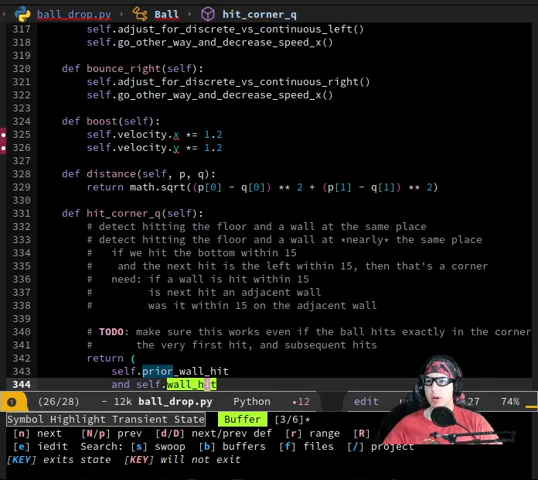 ball_drop.py > Ball > hit_corner_q
317 self.adjust_for_discrete_vs_continuous_left()
318 self.go_other_way_and_decrease_speed_x()
319
320 def bounce_right(self):
321 self.adjust_for_discrete_vs_continuous_right()
322 self.go_other_way_and_decrease_speed_x()
323
324 def boost(self):
325 self.velocity.x *= 1.2
326 self.velocity.y *= 1.2
327
328 def distance(self, p, q):
329 return math.sqrt((p[0] - q[0]) ** 2 + (p[1] - q[1]) ** 2)
330
331 def hit_corner_q(self):
332 # detect hitting the floor and a wall at the same place
333 # detect hitting the floor and a wall at *nearly* the same place
334 # if we hit the bottom within 15
335 # and the next hit is the left within 15, then that's a corner
336 # need: if a wall is hit within 15
337 # is next hit an adjacent wall
338 # was it within 15 on the adjacent wall
339
340 # TODO: make sure this works even if the ball hits exactly in the corner
341 # the very first hit, and subsequent hits
342 return (
343 self.prior_wall_hit
344 and self.wall_hit
1 - 12k ball_drop.py Python •12 edit 74%
(26/28)
Symbol Highlight Transient State Buffer [3/6]*
[n] next [N/p] prev [d/D] next/prev def [r] range [R]
[e] iedit Search: [s] swoop [b] buffers [f] files [/] project
[KEY] exits state [KEY] will not exit